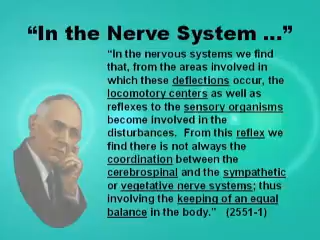 “In the Nerve System ...”
“In the nervous systems we find
that, from the areas involved in
which these deflections occur, the
locomotory centers as well as
reflexes to the sensory organisms
become involved in the
disturbances.  From this reflex we
find there is not always the
coordination between the
cerebrospinal and the sympathetic
or vegetative nerve systems; thus
involving the keeping of an equal
balance in the body.”   (2551-1)